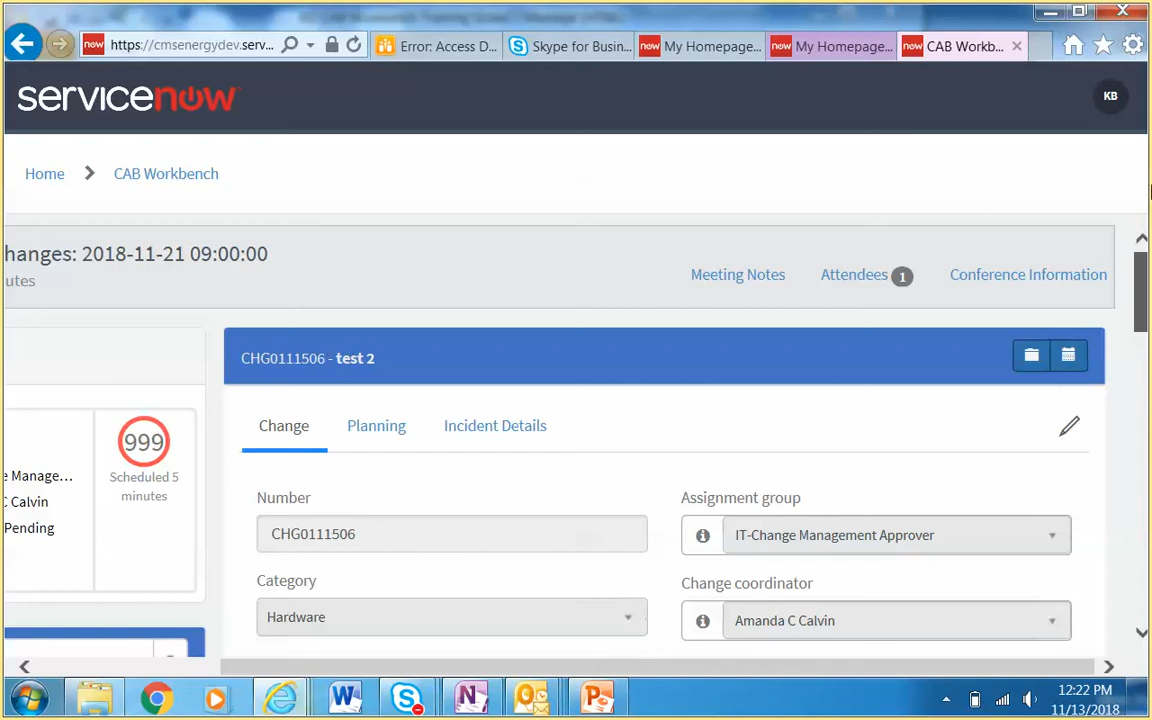 https://cmsenergydev.serv...
Error: Access D...
Skype for Busin...
now My Homepage...
now My Homepage...
now CAB Workb...
servicenow
KB
Home
CAB Workbench
hanges: 2018-11-21 09:00:00
utes
Meeting Notes
Attendees 1
Conference Information
CHG0111506 - test 2
999
Scheduled 5
minutes
e Manage...
C Calvin
Pending
Change
Planning
Incident Details
Number
CHG0111506
Assignment group
IT-Change Management Approver
Category
Hardware
Change coordinator
Amanda C Calvin
12:22 PM
11/13/2018